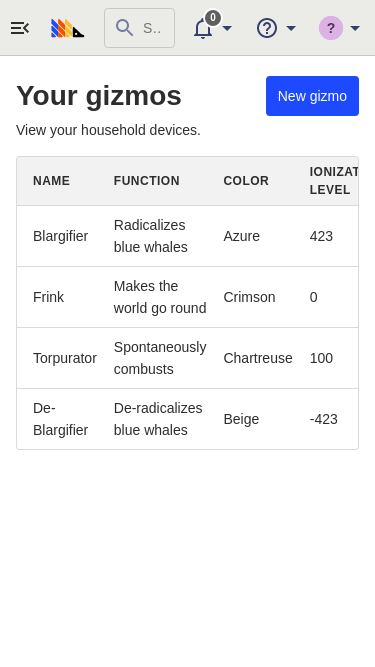 S..
0
?
Your gizmos
New gizmo
View your household devices.
NAME
FUNCTION
COLOR
IONIZAT
LEVEL
Blargifier
Radicalizes
blue whales
Azure
423
Frink
Makes the
world go round
Crimson
0
Torpurator
Spontaneously
combusts
Chartreuse
100
De-
Blargifier
De-radicalizes
blue whales
Beige
-423